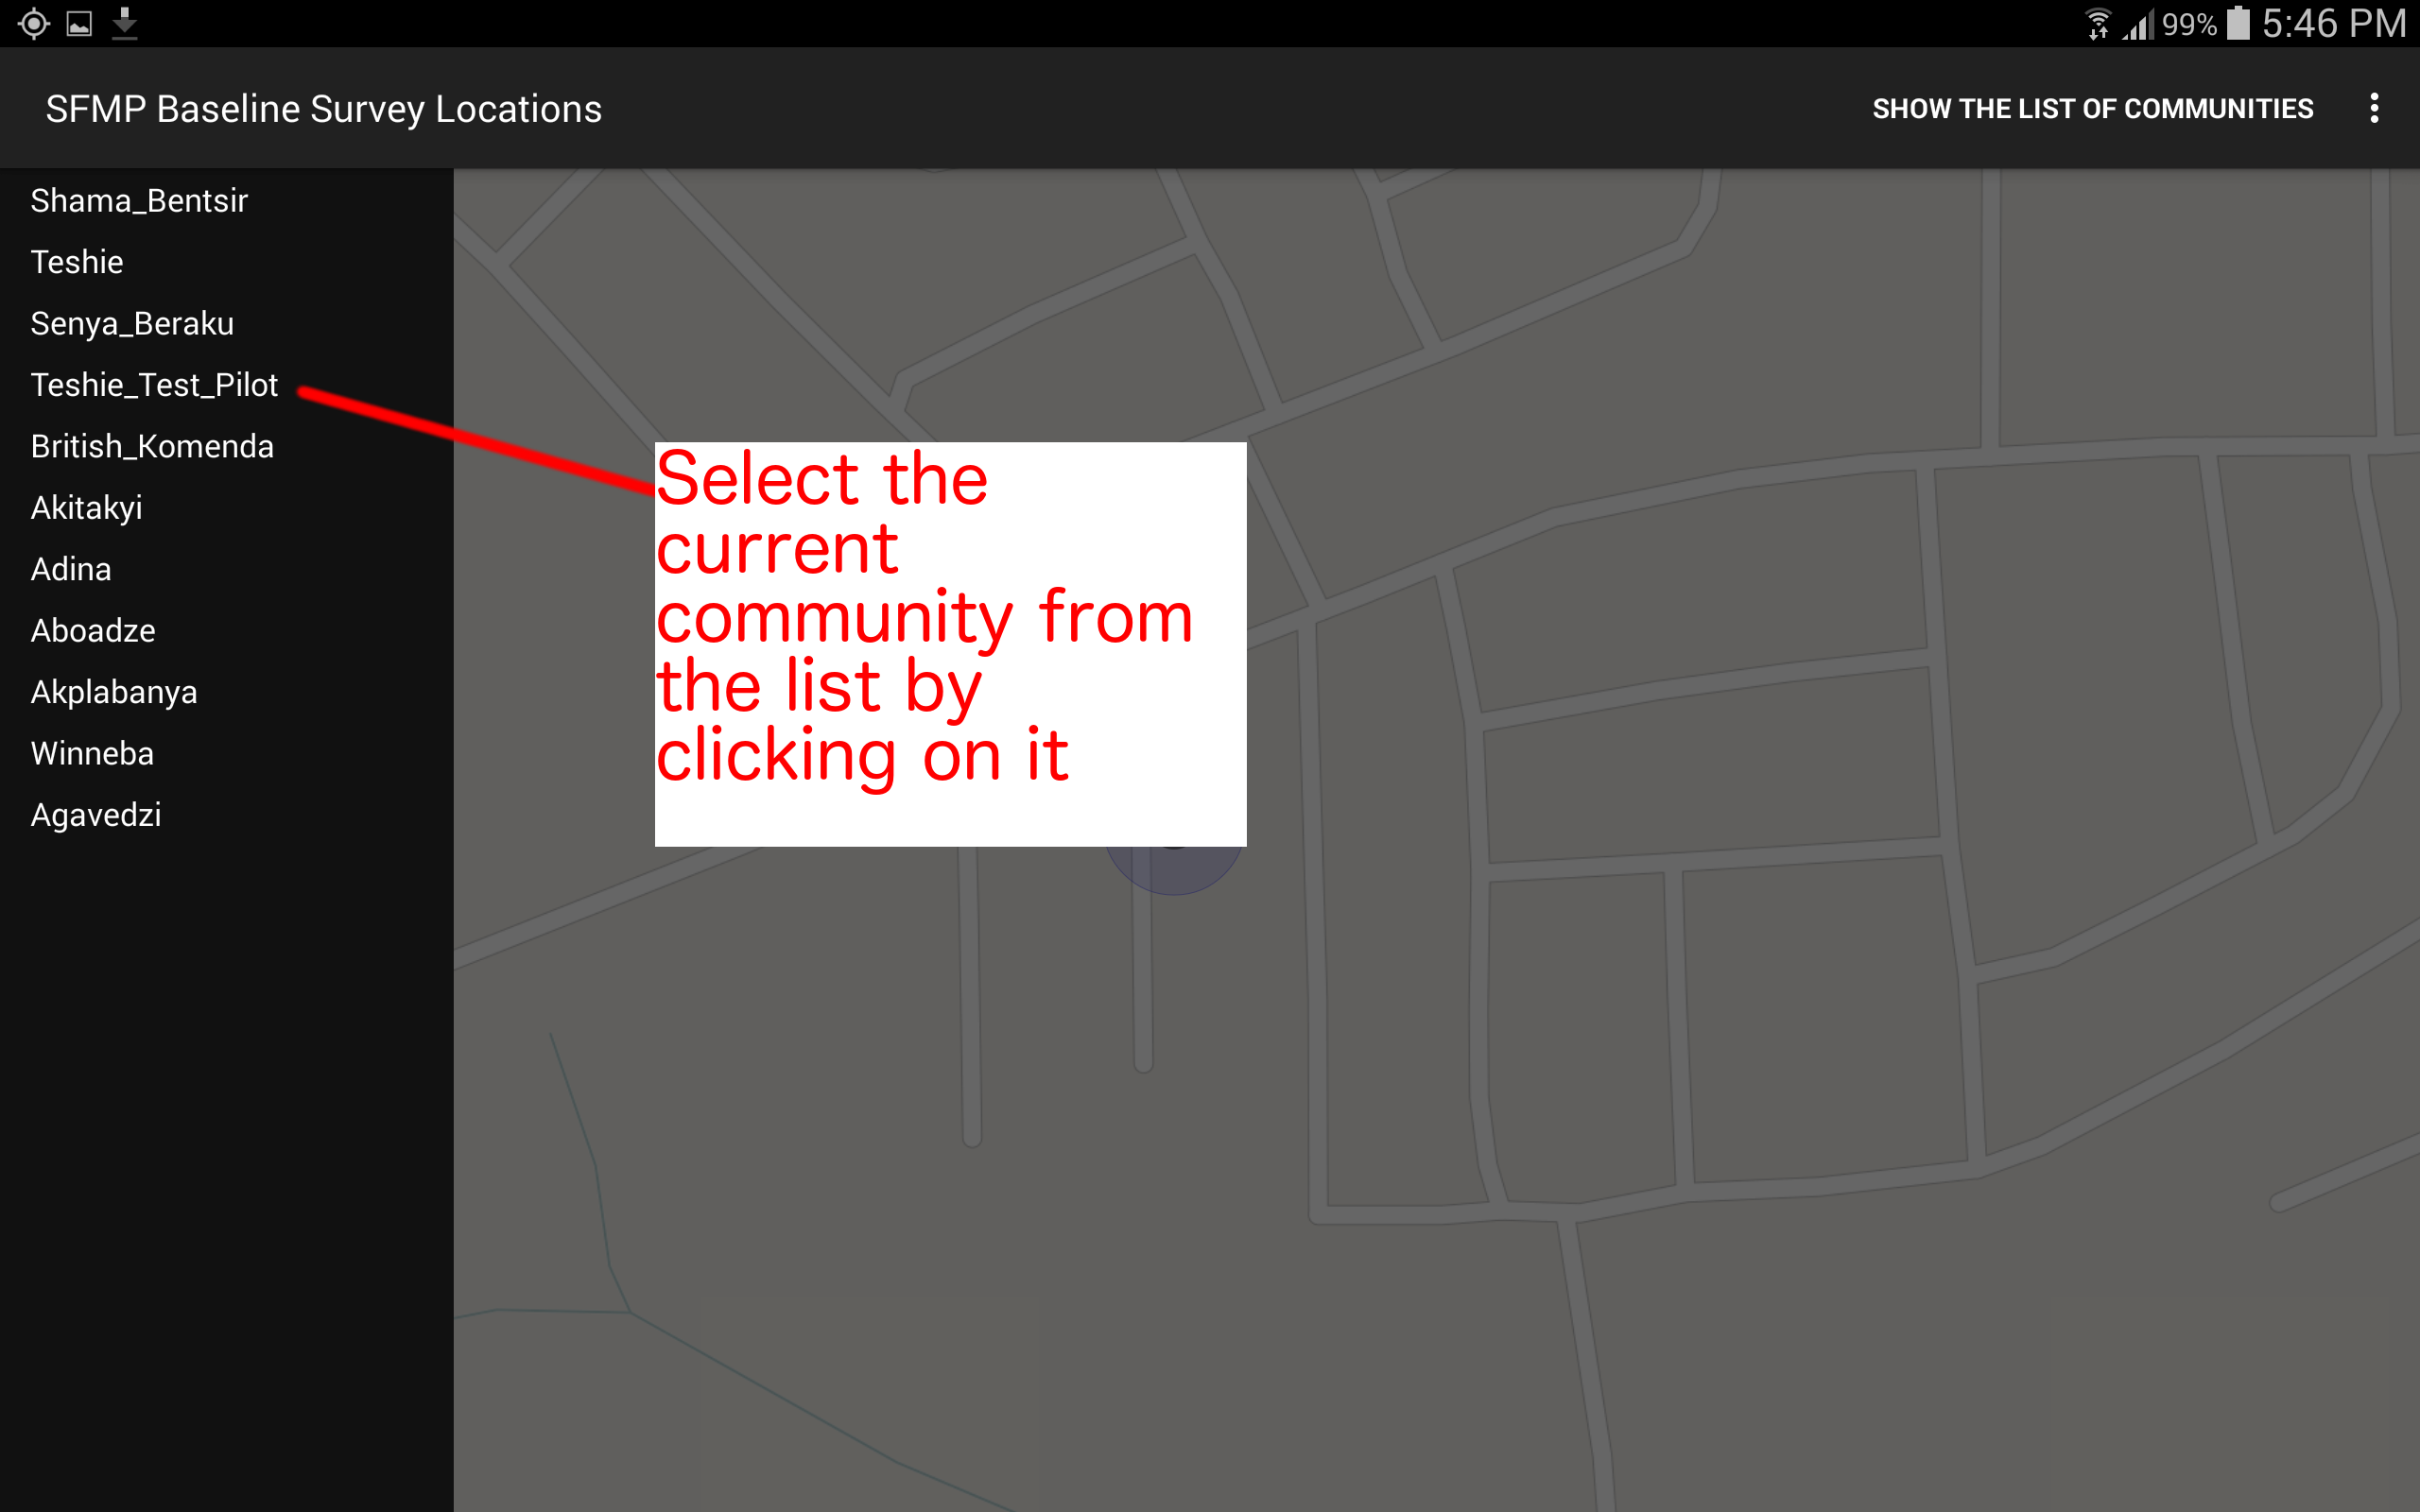 99% 5:46 PM
SFMP Baseline Survey Locations
SHOW THE LIST OF COMMUNITIES
Shama_Bentsir
Teshie
Senya_Beraku
Teshie_Test_Pilot
British_Komenda
Akitakyi
Adina
Aboadze
Akplabanya
Winneba
Agavedzi
Select the
current
community from
the list by
clicking on it